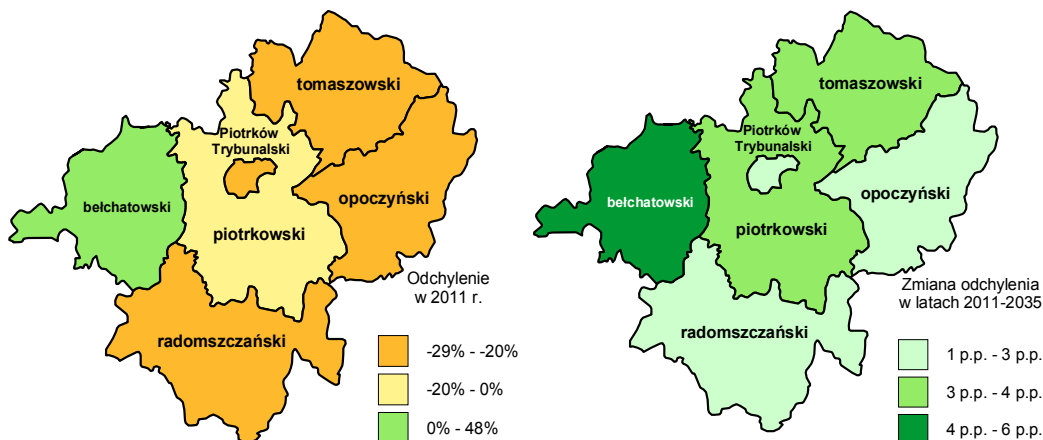 tomaszowski
Piotrków
Trybunalski
opoczyński
bełchatowski
piotrkowski
radomszczański
Odchylenie
w 2011 r.
-29% - -20%
-20% - 0%
0% - 48%
tomaszowski
Piotrków
Trybunalski
opoczyński
bełchatowski
piotrkowski
radomszczański
Zmiana odchylenia
w latach 2011-2035
1 p.p. - 3 p.p.
3 p.p. - 4 p.p.
4 p.p. - 6 p.p.